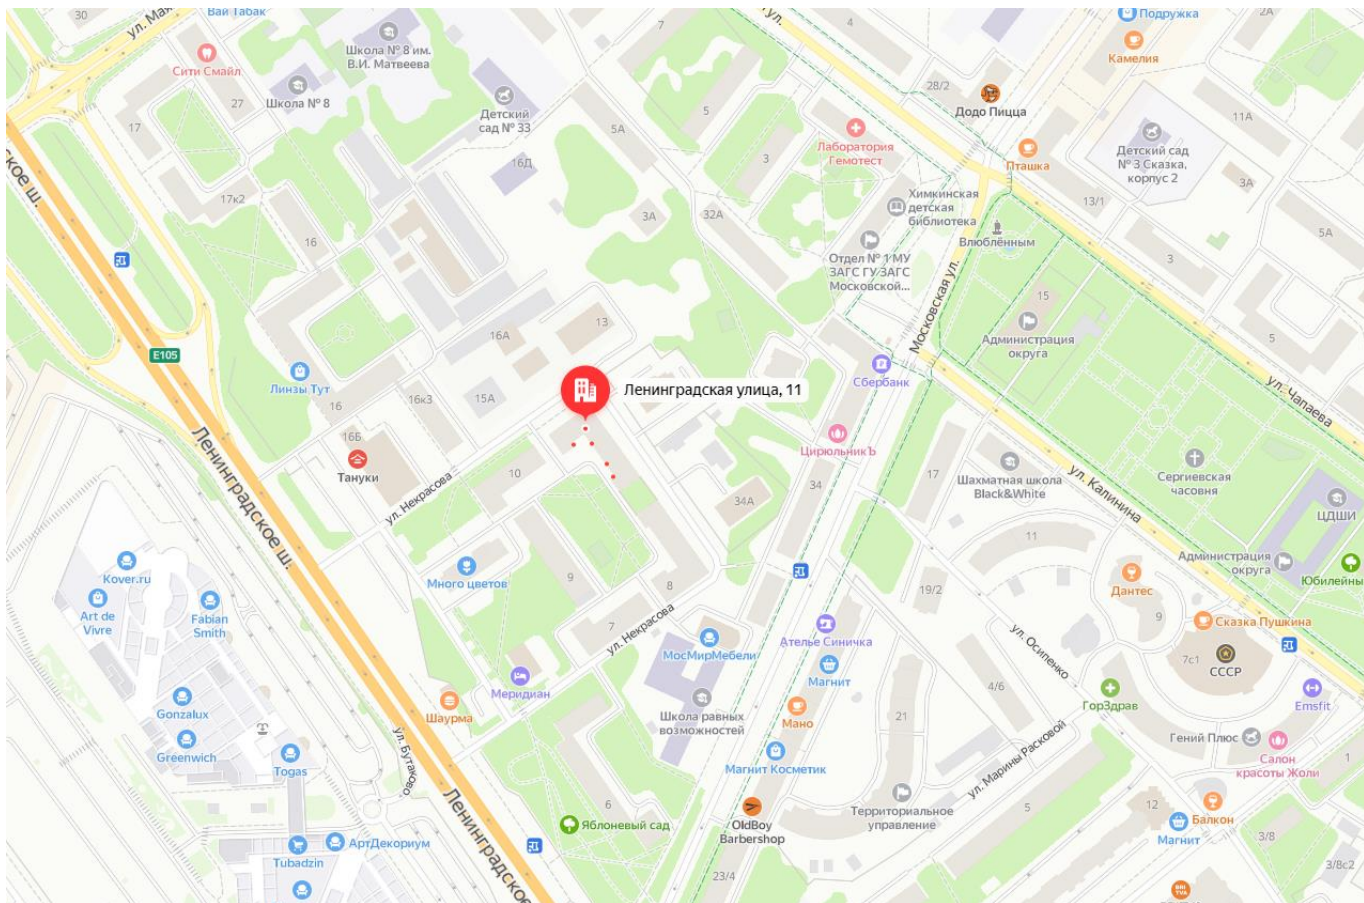 30
ул. Мая
Вай Табак
Сити Смайл
27
17
Школа № 8 им.
В.И. Матвеева
Школа № 8
Детский
сад № 33
16Д
17к2
16
7
5
5А
3
3А
32А
4
28/2
ул.
Додо Пицца
Подружка
Камелия
2А
11А
Лаборатория
Гемотест
Пташка
Детский сад
№ 3 Сказка,
корпус 2
3А
5А
13/1
3
5
Химкинская
детская
библиотека
Влюблённым
Отдел № 1 МУ
ЗАГС ГУ ЗАГС
Московской...
Московская ул.
15
Администрация
округа
ское ш.
E105
Линзы Тут
16
16к3
15А
16А
13
16Б
Тануки
Ленинградская улица, 11
Сбербанк
ЦирюльникЪ
ул. Чапаева
Ленинградское ш.
ул. Некрасова
10
34А
34
17
Шахматная школа
Black&White
ул. Калинина
Сергиевская
часовня
ЦДШИ
11
Администрация
округа
Юбилейны
Kover.ru
Art de
Vivre
Fabian
Smith
Много цветов
9
8
7
ул. Некрасова
19/2
Дантес
9
Сказка Пушкина
7с1
СССР
Ателье Синичка
МосМирМебели
Магнит
ул. Осипенко
4/6
ГорЗдрав
Emsfit
Меридиан
Шаурма
Gonzalux
Greenwich
Togas
ул. Бутаково
Школа равных
возможностей
Мано
21
Магнит Косметик
ул. Марины Расковой
Гений Плюс
Салон
красоты Жоли
1
6
Яблоневый сад
OldBoy
Barbershop
Территориальное
управление
5
12
Балкон
Магнит
3/8
3/8с2
АртДекориум
Tubadzin
Ленинградское
23/4
BRI
TVA